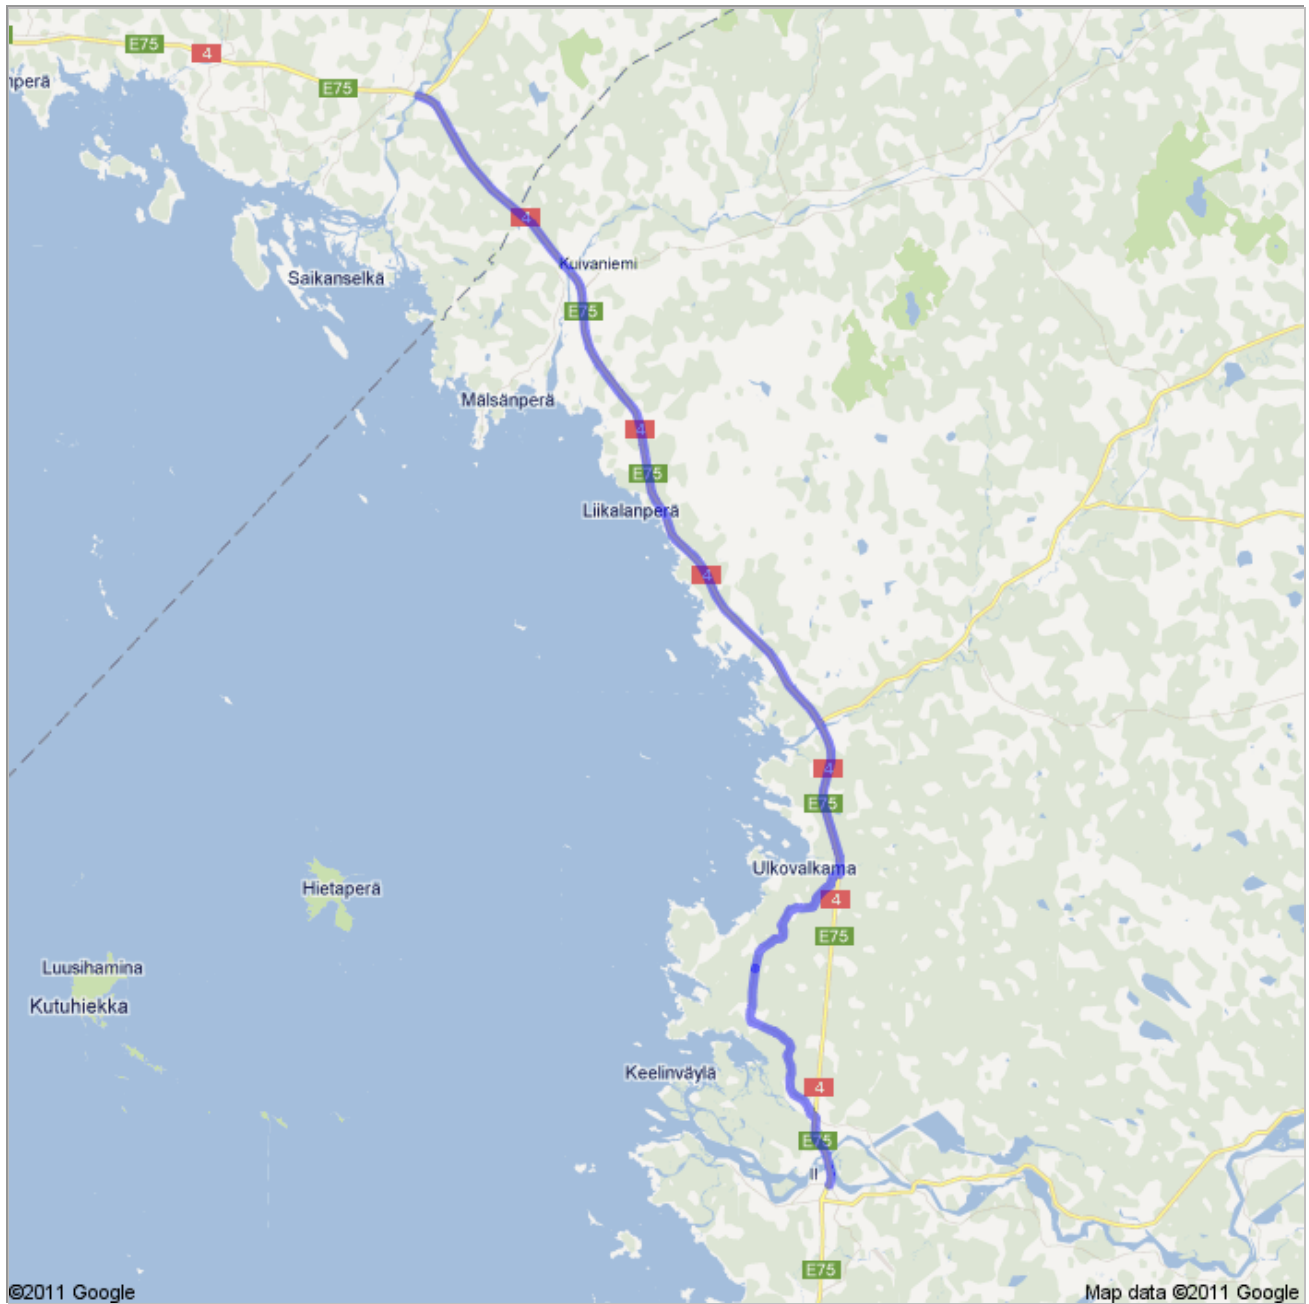 E75
4
E75
perä
4
Kuivaniemi
Saikanselkä
E75
Mälsänperä
4
E75
Liikalanperä
4
4
E75
Ulkovalkama
Hietaperä
4
E75
Luusihamina
Kutuhiekka
Keelinväylä
4
E75
II
E75
©2011 Google
Map data ©2011 Google